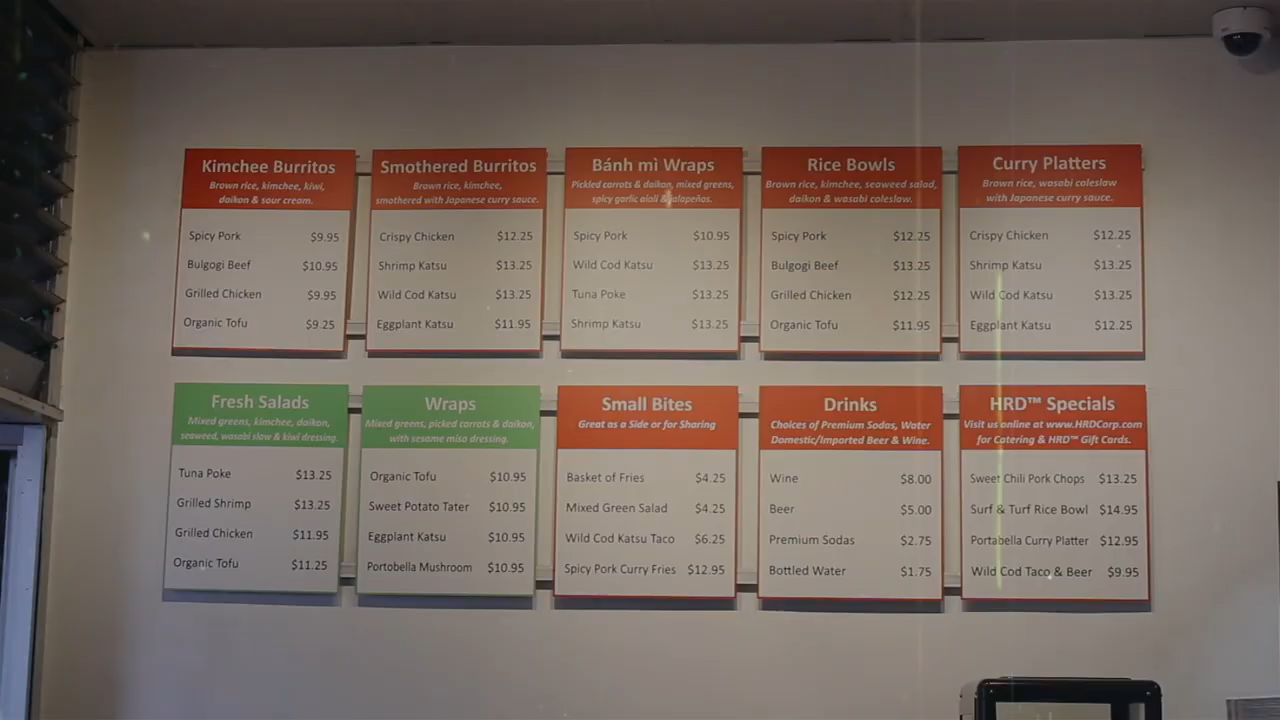 Kimchee Burritos
Brown rice, kimchee, kiwi,
daikon & sour cream.
Spicy Pork $9.95
Bulgogi Beef $10.95
Grilled Chicken $9.95
Organic Tofu $9.25
Smothered Burritos
Brown rice, kimchee,
smothered with Japanese curry sauce.
Crispy Chicken $12.25
Shrimp Katsu $13.25
Wild Cod Katsu $13.25
Eggplant Katsu $11.95
Bánh mì Wraps
Pickled carrots & daikon, mixed greens,
spicy garlic aioli & jalapeños.
Spicy Pork $10.95
Wild Cod Katsu $13.25
Tuna Poke $13.25
Shrimp Katsu $13.25
Rice Bowls
Brown rice, kimchee, seaweed salad,
daikon & wasabi coleslaw.
Spicy Pork $12.25
Bulgogi Beef $13.25
Grilled Chicken $12.25
Organic Tofu $11.95
Curry Platters
Brown rice, wasabi coleslaw
with Japanese curry sauce.
Crispy Chicken $12.25
Shrimp Katsu $13.25
Wild Cod Katsu $13.25
Eggplant Katsu $12.25
Fresh Salads
Mixed greens, kimchee, daikon,
seaweed, wasabi slaw & kiwi dressing.
Tuna Poke $13.25
Grilled Shrimp $13.25
Grilled Chicken $11.95
Organic Tofu $11.25
Wraps
Mixed greens, picked carrots & daikon,
with sesame miso dressing.
Organic Tofu $10.95
Sweet Potato Tater $10.95
Eggplant Katsu $10.95
Portobella Mushroom $10.95
Small Bites
Great as a Side or for Sharing
Basket of Fries $4.25
Mixed Green Salad $4.25
Wild Cod Katsu Taco $6.25
Spicy Pork Curry Fries $12.95
Drinks
Choices of Premium Sodas, Water
Domestic/Imported Beer & Wine.
Wine $8.00
Beer $5.00
Premium Sodas $2.75
Bottled Water $1.75
HRD™ Specials
Visit us online at www.HRDCorp.com
for Catering & HRD™ Gift Cards.
Sweet Chili Pork Chops $13.25
Surf & Turf Rice Bowl $14.95
Portabella Curry Platter $12.95
Wild Cod Taco & Beer $9.95